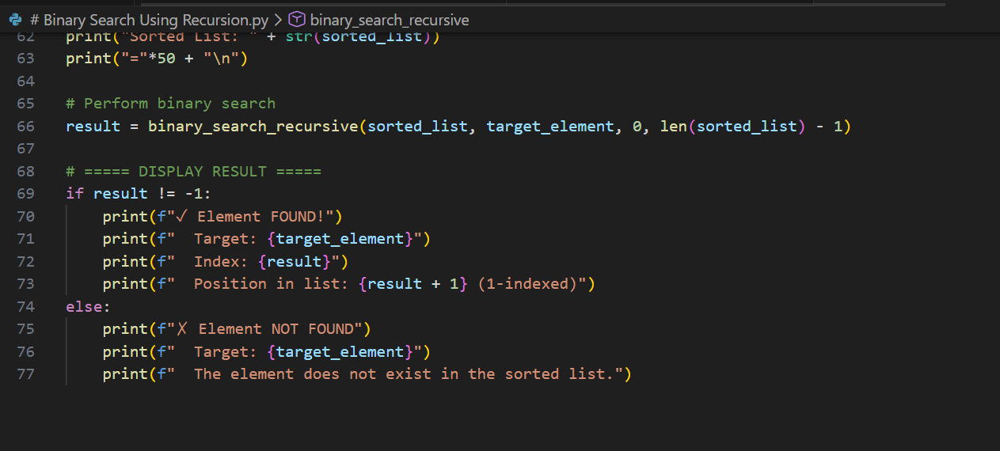 # Binary Search Using Recursion.py > binary_search_recursive
62 print("Sorted List: " + str(sorted_list))
63 print("="*50 + "\n")
64
65 # Perform binary search
66 result = binary_search_recursive(sorted_list, target_element, 0, len(sorted_list) - 1)
67
68 # ===== DISPLAY RESULT =====
69 if result != -1:
70     print(f"✓ Element FOUND!")
71     print(f"  Target: {target_element}")
72     print(f"  Index: {result}")
73     print(f"  Position in list: {result + 1} (1-indexed)")
74 else:
75     print(f"✗ Element NOT FOUND")
76     print(f"  Target: {target_element}")
77     print(f"  The element does not exist in the sorted list.")